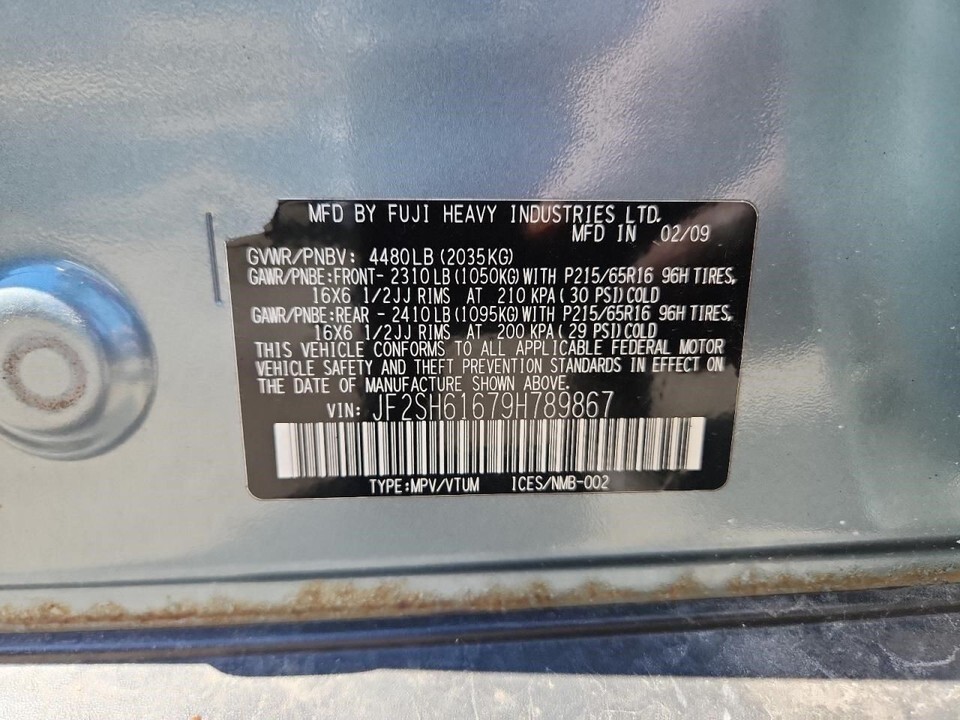 MFD BY FUJI HEAVY INDUSTRIES LTD.
MFD IN 02/09
GVWR/PNBV: 4480LB (2035KG)
GAWR/PNBE:FRONT- 2310LB (1050KG) WITH P215/65R16 96H TIRES,
16X6 1/2JJ RIMS AT 210 KPA (30 PSI) COLD
GAWR/PNBE:REAR - 2410LB (1095KG) WITH P215/65R16 96H TIRES,
16X6 1/2JJ RIMS AT 200 KPA (29 PSI) COLD
THIS VEHICLE CONFORMS TO ALL APPLICABLE FEDERAL MOTOR
VEHICLE SAFETY AND THEFT PREVENTION STANDARDS IN EFFECT ON
THE DATE OF MANUFACTURE SHOWN ABOVE.
VIN: JF2SH61679H789867
TYPE:MPV/VTUM ICES/NMB-002